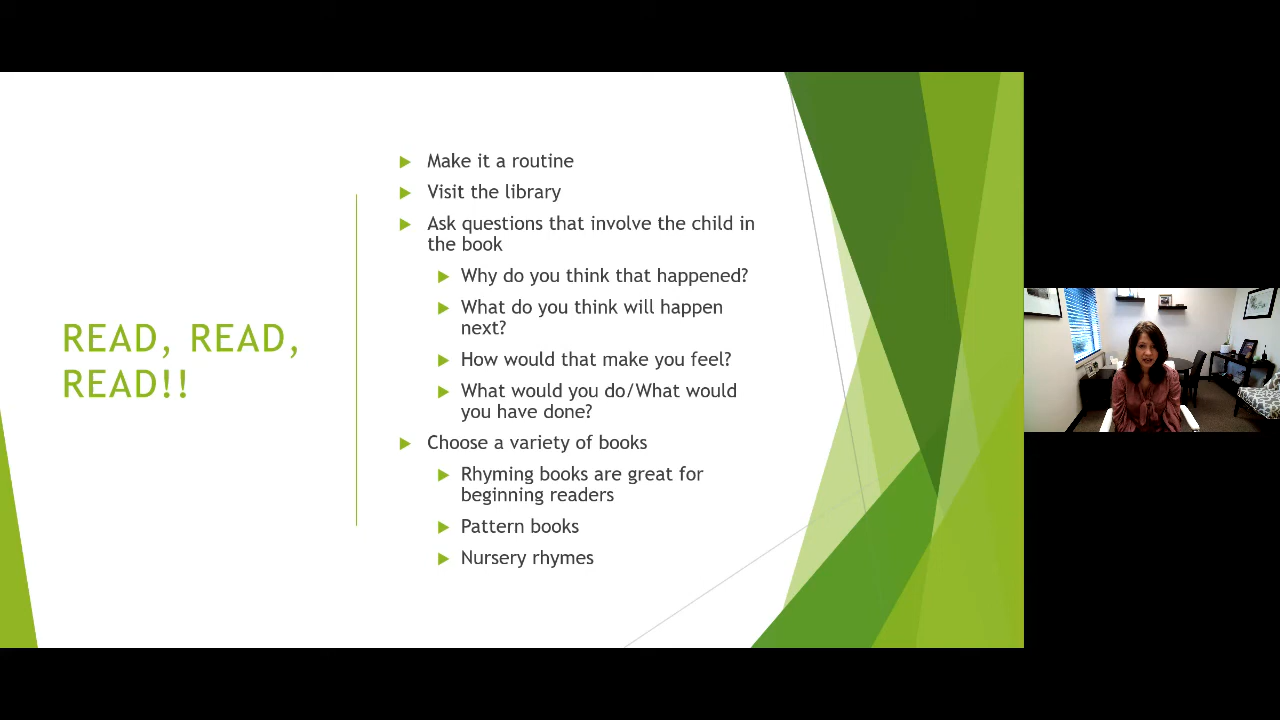 READ, READ,
READ!!
Make it a routine
Visit the library
Ask questions that involve the child in
the book
Why do you think that happened?
What do you think will happen
next?
How would that make you feel?
What would you do/What would
you have done?
Choose a variety of books
Rhyming books are great for
beginning readers
Pattern books
Nursery rhymes